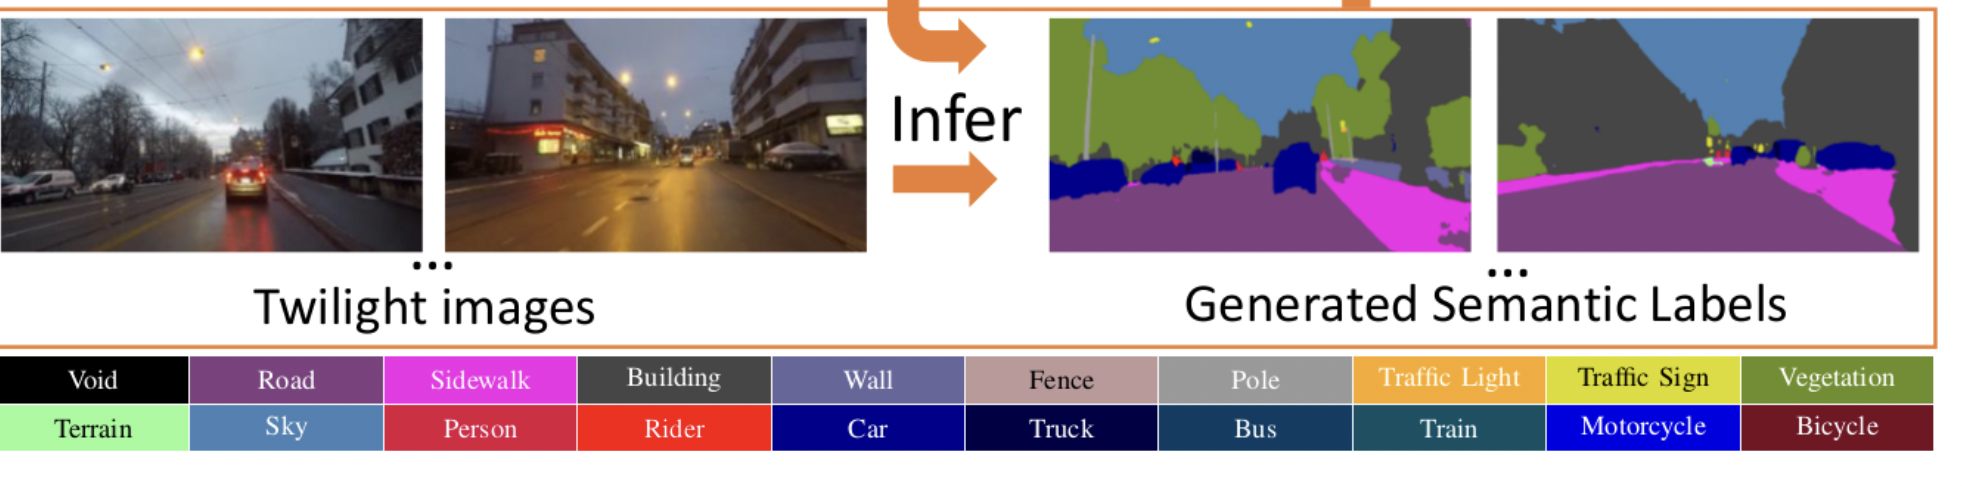 Infer
...
...
Twilight images
Generated Semantic Labels
Void Road Sidewalk Building Wall Fence Pole Traffic Light Traffic Sign Vegetation
Terrain Sky Person Rider Car Truck Bus Train Motorcycle Bicycle